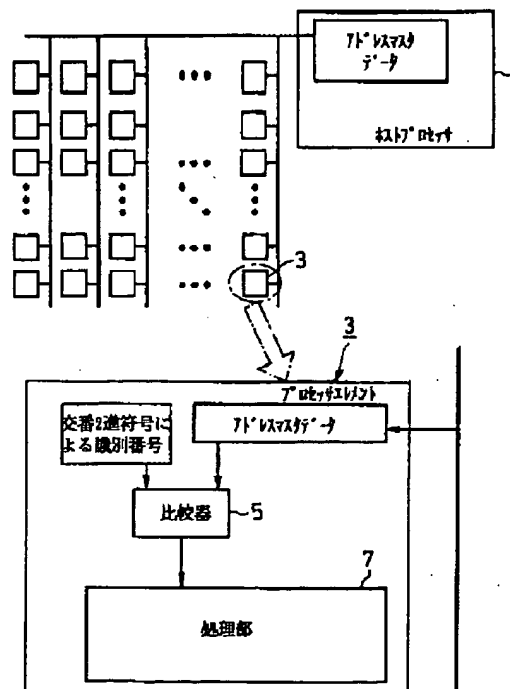 アドレスマスタ
データ
ホストプロセッサ
3
3
プロセッサエレメント
交番2進符号に
よる識別番号
アドレスマスタデータ
比較器
5
7
処理部